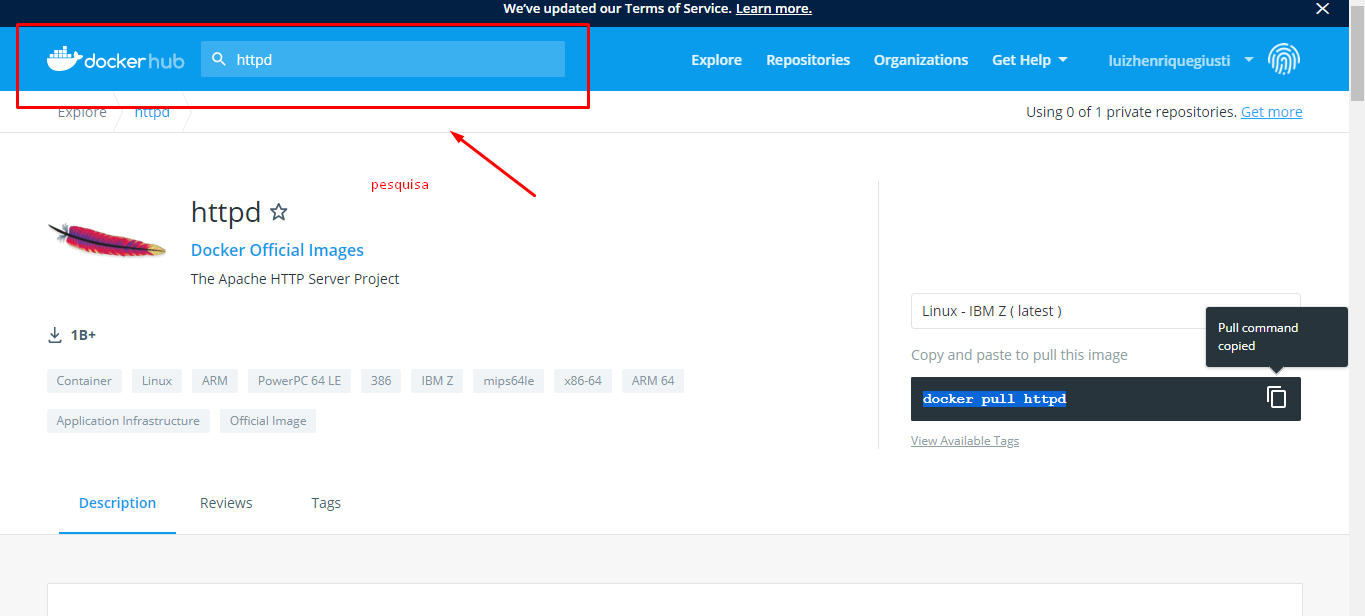 We've updated our Terms of Service. Learn more.
docker hub
httpd
Explore
Repositories
Organizations
Get Help
luizhenriquegiusti
Explore
httpd
Using 0 of 1 private repositories. Get more
pesquisa
httpd
Docker Official Images
The Apache HTTP Server Project
1B+
Container
Linux
ARM
PowerPC 64 LE
386
IBM Z
mips64le
x86-64
ARM 64
Application Infrastructure
Official Image
Linux - IBM Z ( latest )
Pull command
copied
Copy and paste to pull this image
docker pull httpd
View Available Tags
Description
Reviews
Tags